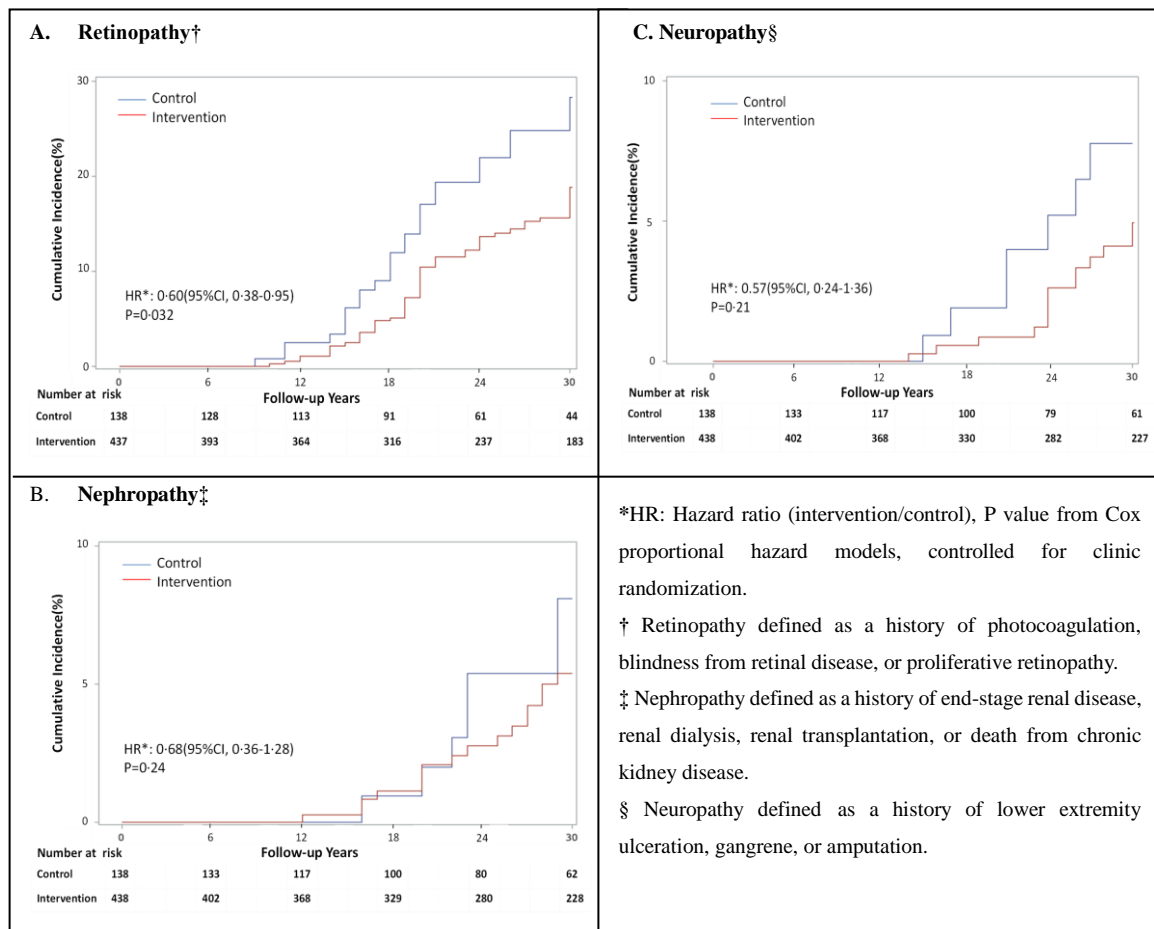 A. Retinopathy†
30
20
10
0
Cumulative Incidence(%)
Control
Intervention
HR*: 0·60(95%CI, 0·38-0·95)
P=0·032
0 6 12 18 24 30
Number at risk
Follow-up Years
Control 138 128 113 91 61 44
Intervention 437 393 364 316 237 183
C. Neuropathy§
10
5
0
Cumulative Incidence(%)
Control
Intervention
HR*: 0.57(95%CI, 0·24-1·36)
P=0·21
0 6 12 18 24 30
Number at risk
Follow-up Years
Control 138 133 117 100 79 61
Intervention 438 402 368 330 282 227
B. Nephropathy‡
10
5
0
Cumulative Incidence(%)
Control
Intervention
HR*: 0·68(95%CI, 0·36-1·28)
P=0·24
0 6 12 18 24 30
Number at risk
Follow-up Years
Control 138 133 117 100 80 62
Intervention 438 402 368 329 280 228
*HR: Hazard ratio (intervention/control), P value from Cox
proportional hazard models, controlled for clinic
randomization.
† Retinopathy defined as a history of photocoagulation,
blindness from retinal disease, or proliferative retinopathy.
‡ Nephropathy defined as a history of end-stage renal disease,
renal dialysis, renal transplantation, or death from chronic
kidney disease.
§ Neuropathy defined as a history of lower extremity
ulceration, gangrene, or amputation.